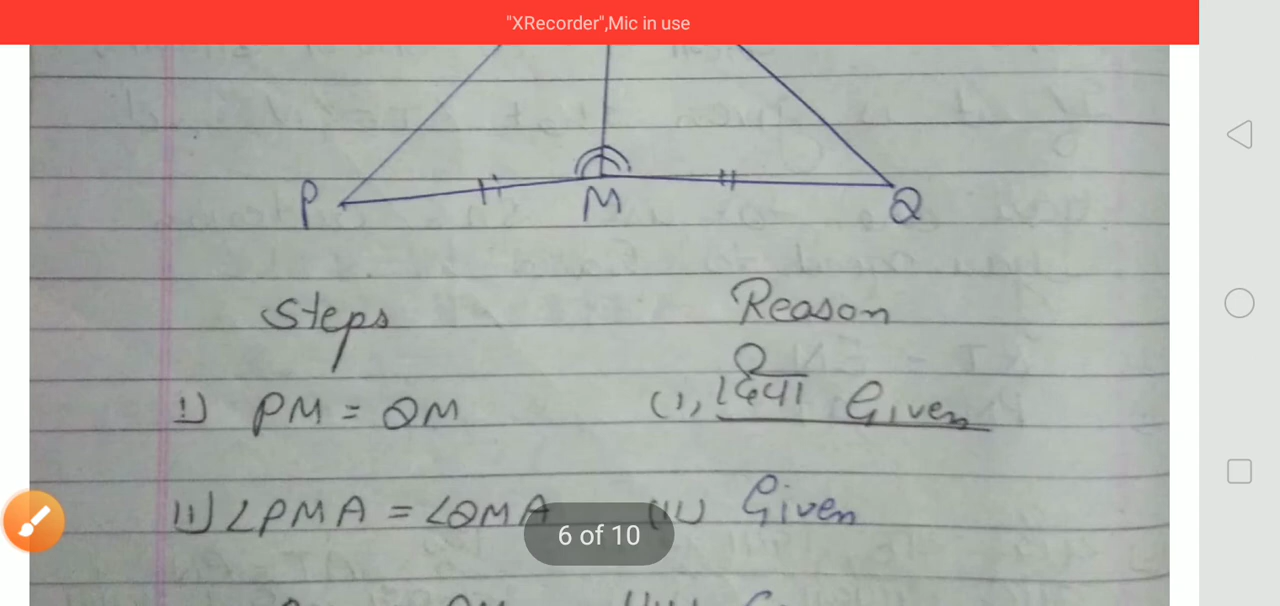 "XRecorder",Mic in use
P
M
Q
Steps
Reason
i) PM = QM
(i), दिया Given
ii) ∠PMA = ∠QMA
(ii) Given
6 of 10